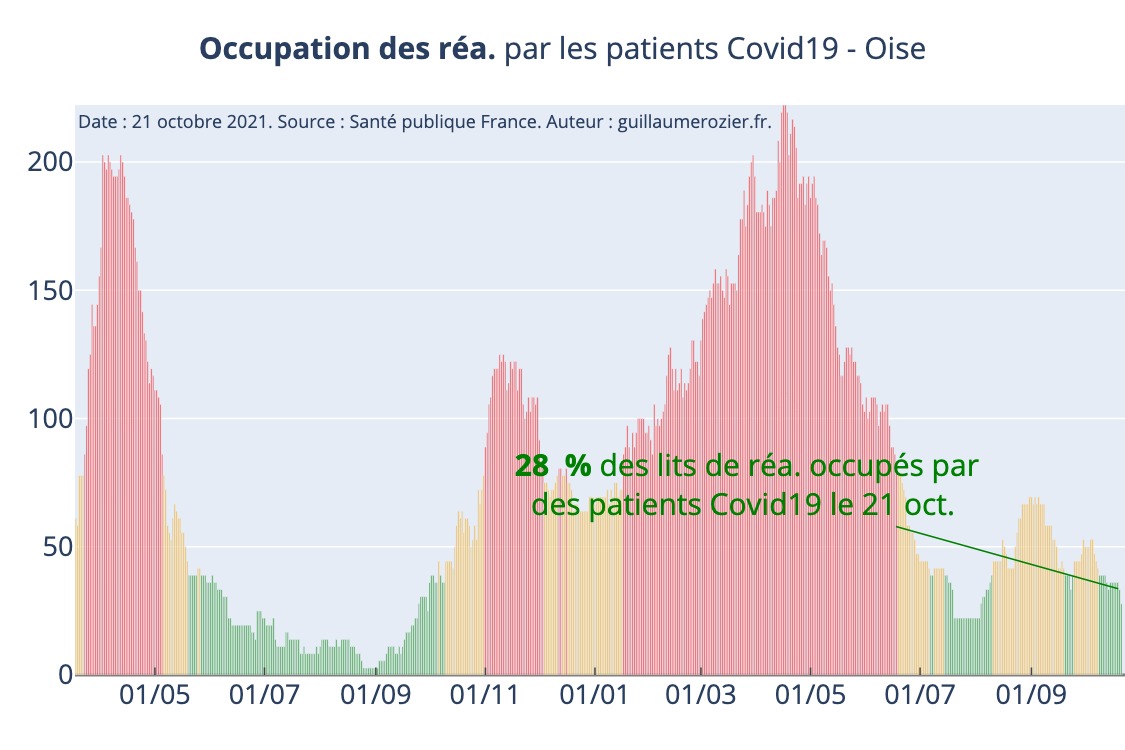 Occupation des réa. par les patients Covid19 - Oise
Date : 21 octobre 2021. Source : Santé publique France. Auteur : guillaumerozier.fr.
200
150
100
50
0
28 % des lits de réa. occupés par
des patients Covid19 le 21 oct.
01/05 01/07 01/09 01/11 01/01 01/03 01/05 01/07 01/09